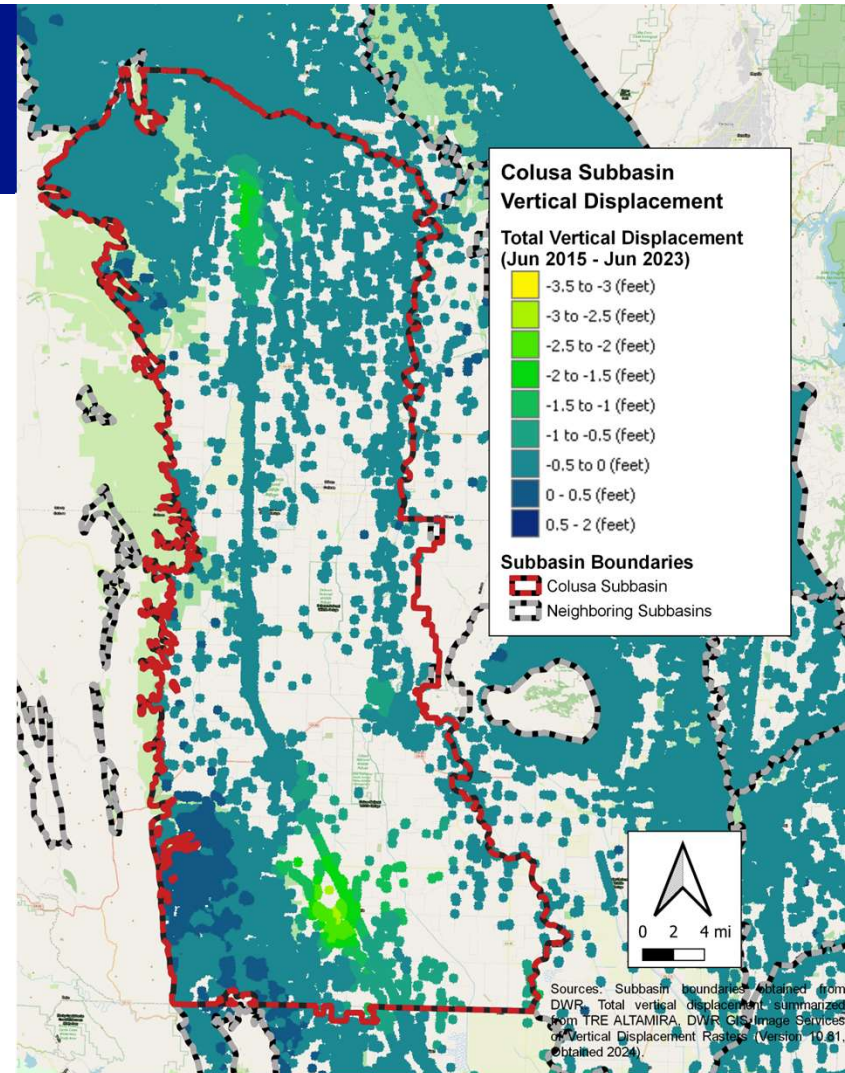 Colusa Subbasin
Vertical Displacement
Total Vertical Displacement
(Jun 2015 - Jun 2023)
-3.5 to -3 (feet)
-3 to -2.5 (feet)
-2.5 to -2 (feet)
-2 to -1.5 (feet)
-1.5 to -1 (feet)
-1 to -0.5 (feet)
-0.5 to 0 (feet)
0 - 0.5 (feet)
0.5 - 2 (feet)
Subbasin Boundaries
Colusa Subbasin
Neighboring Subbasins
0 2 4 mi
Sources: Subbasin boundaries obtained from
DWR. Total vertical displacement summarized
from TRE ALTAMIRA, DWR GIS Image Services
of Vertical Displacement Rasters (Version 10.81,
Obtained 2024).